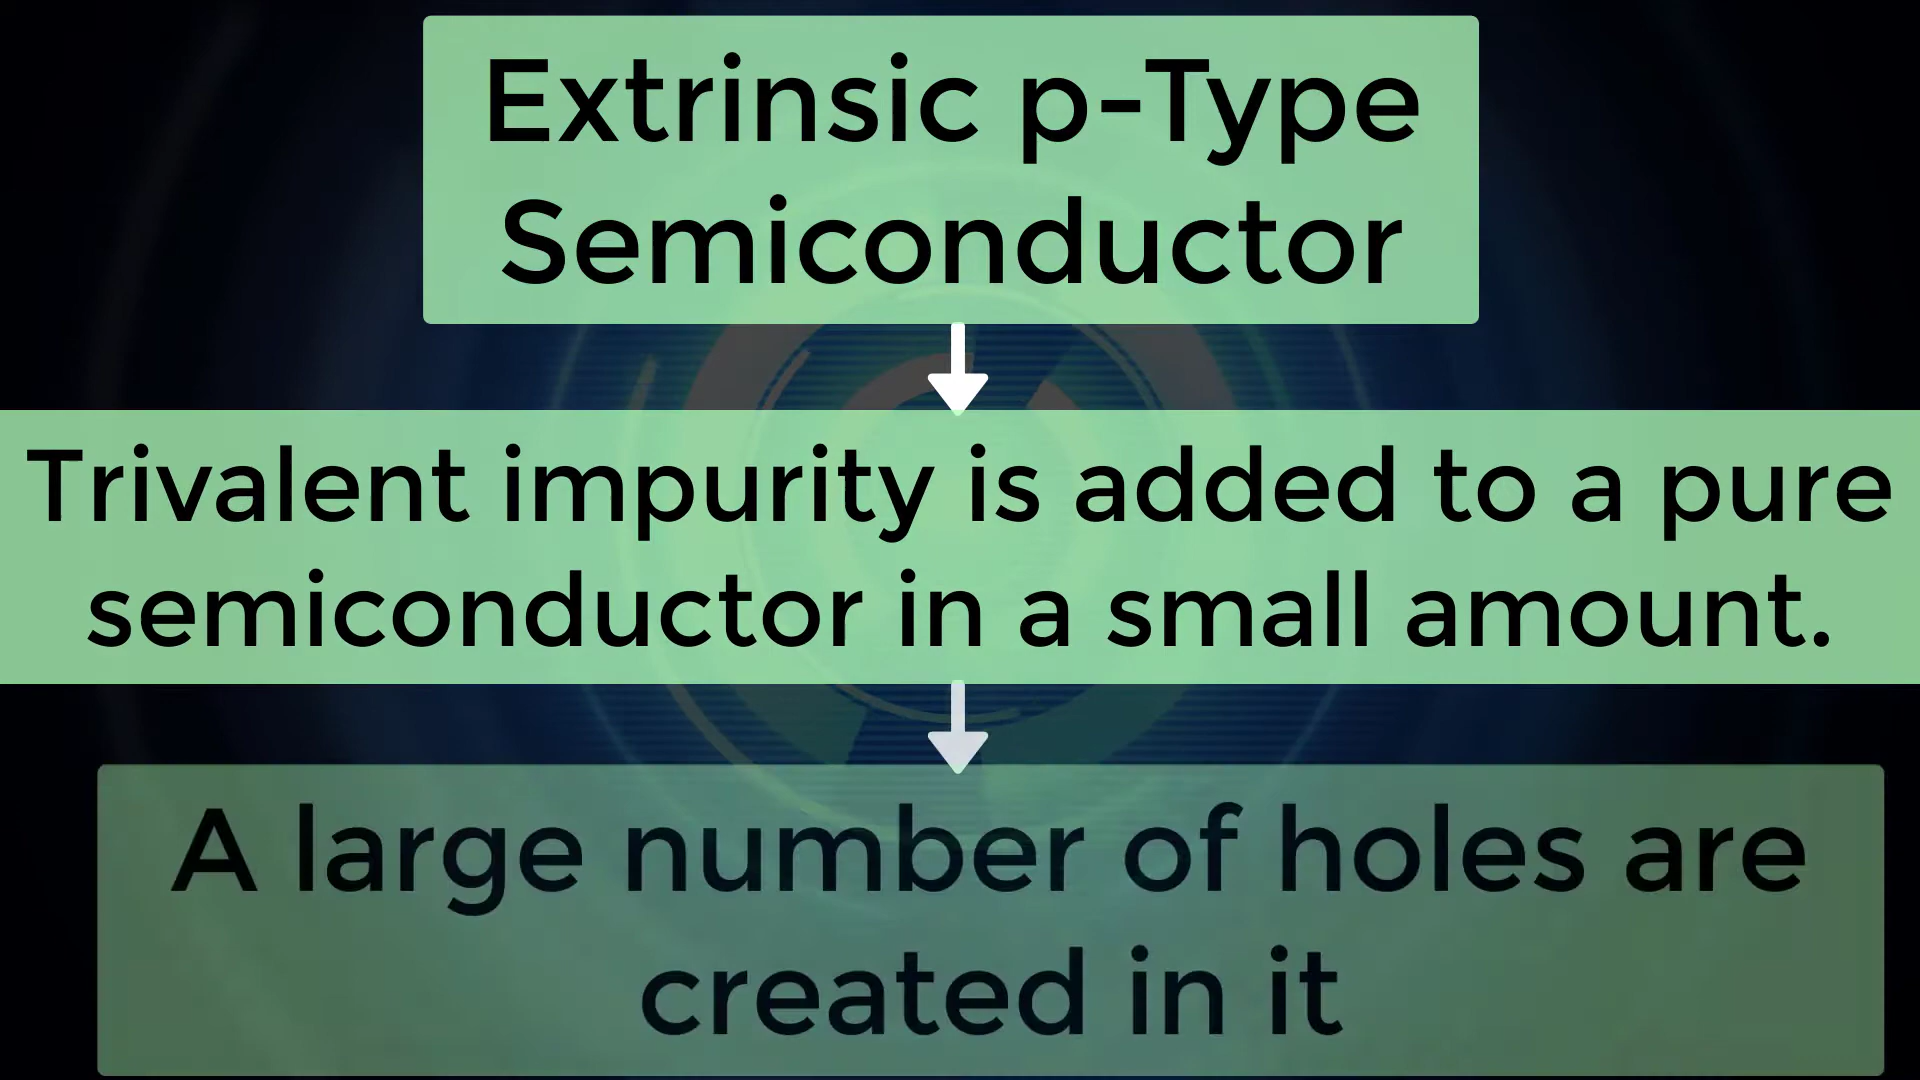 Extrinsic p-Type
Semiconductor
Trivalent impurity is added to a pure
semiconductor in a small amount.
A large number of holes are
created in it